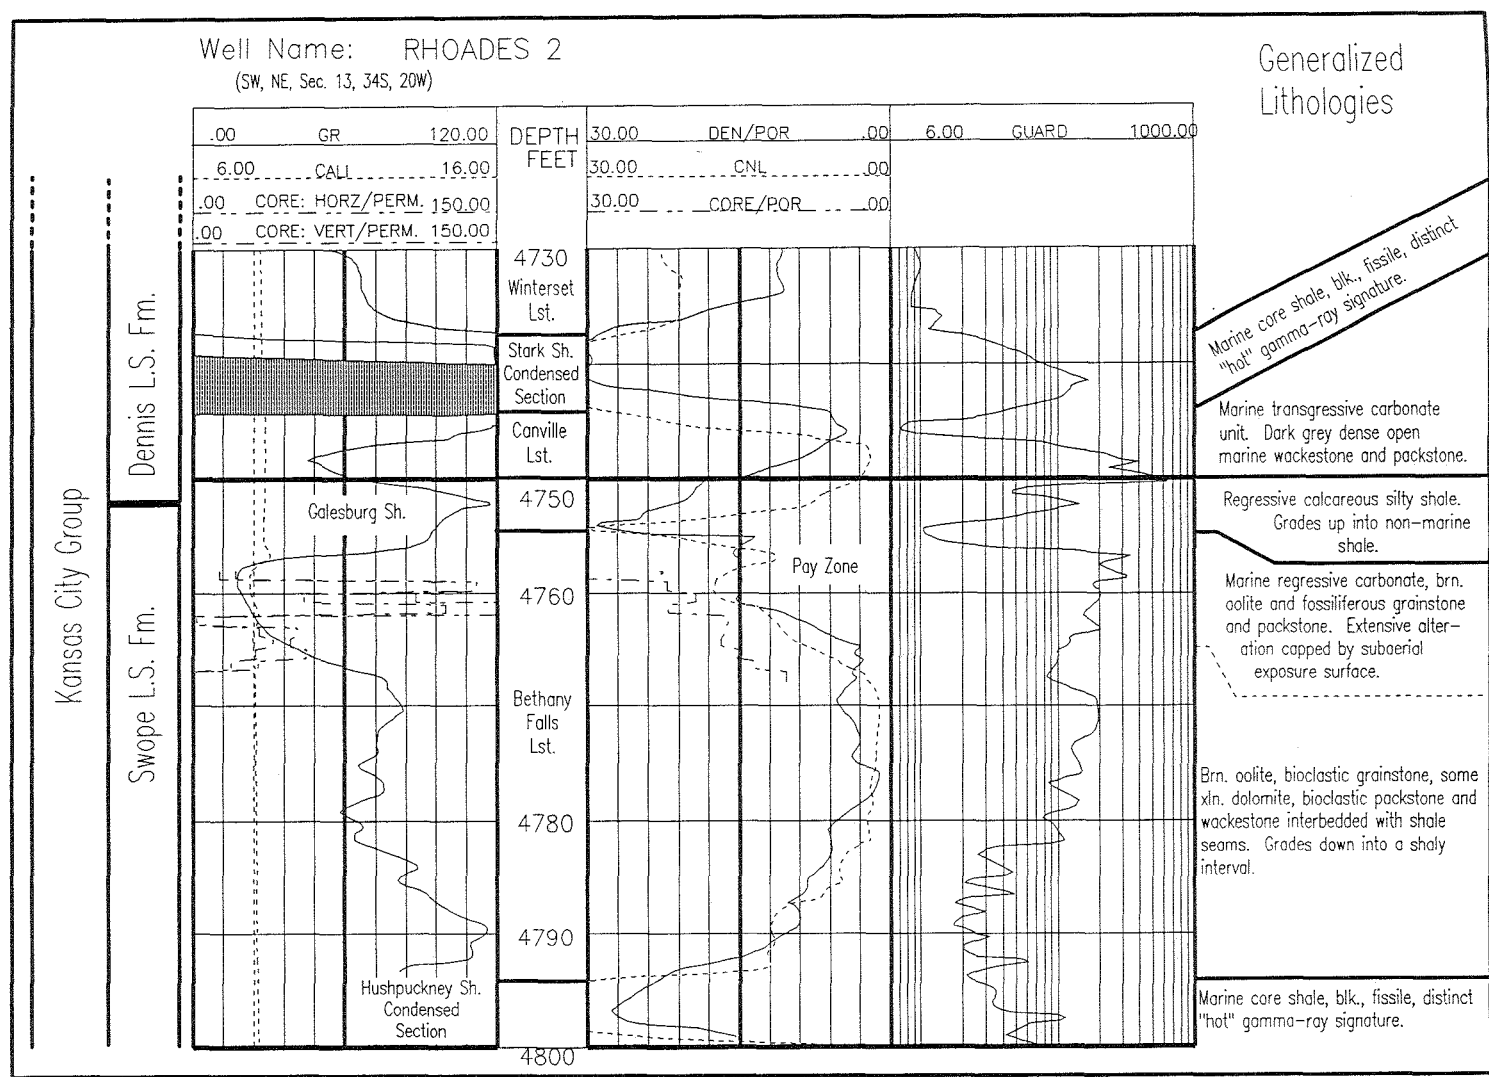 Well Name: RHOADES 2
(SW, NE, Sec. 13, 34S, 20W)
Generalized
Lithologies
.00 GR 120.00
6.00 CALI 16.00
.00 CORE: HORZ/PERM. 150.00
.00 CORE: VERT/PERM. 150.00
DEPTH
FEET
30.00 DEN/POR .00
30.00 CNL .00
30.00 CORE/POR .00
6.00 GUARD 1000.00
Kansas City Group
Dennis L.S. Fm.
Swope L.S. Fm.
4730
Winterset
Lst.
Stark Sh.
Condensed
Section
Canville
Lst.
4750
Galesburg Sh.
4760
Pay Zone
Bethany
Falls
Lst.
4780
4790
Hushpuckney Sh.
Condensed
Section
4800
Marine core shale, blk., fissile, distinct
"hot" gamma-ray signature.
Marine transgressive carbonate
unit. Dark grey dense open
marine wackestone and packstone.
Regressive calcareous silty shale.
Grades up into non-marine
shale.
Marine regressive carbonate, brn.
oolite and fossiliferous grainstone
and packstone. Extensive alter-
ation capped by subaerial
exposure surface.
Brn. oolite, bioclastic grainstone, some
xln. dolomite, bioclastic packstone and
wackestone interbedded with shale
seams. Grades down into a shaly
interval.
Marine core shale, blk., fissile, distinct
"hot" gamma-ray signature.